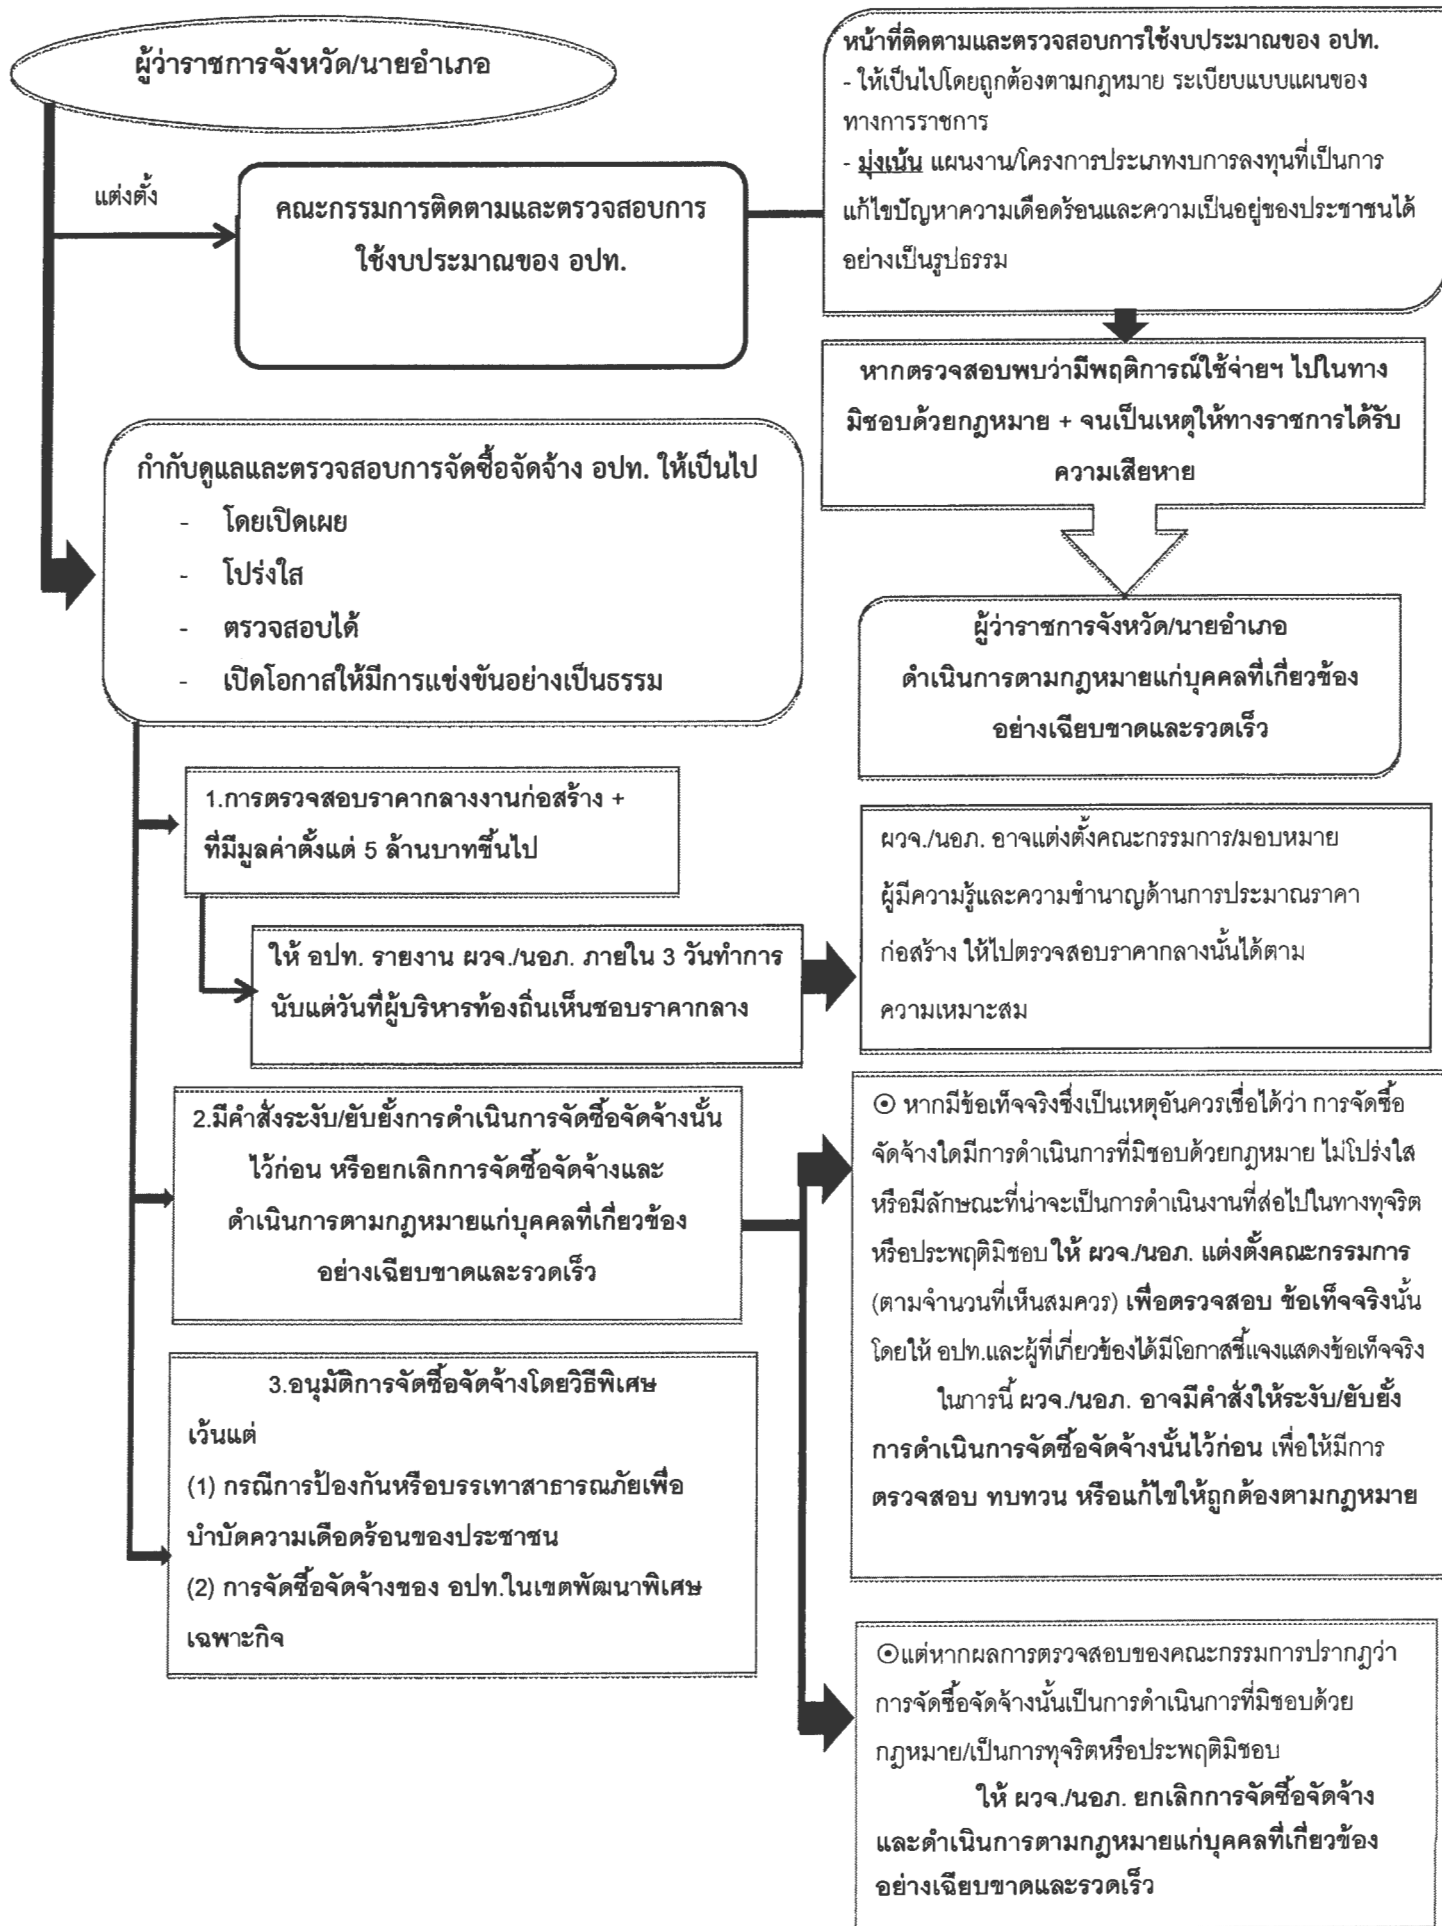 ผู้ว่าราชการจังหวัด/นายอำเภอ
แต่งตั้ง
คณะกรรมการติดตามและตรวจสอบการ
ใช้งบประมาณของ อปท.
หน้าที่ติดตามและตรวจสอบการใช้งบประมาณของ อปท.
- ให้เป็นไปโดยถูกต้องตามกฎหมาย ระเบียบแบบแผนของ
ทางการราชการ
- มุ่งเน้น แผนงาน/โครงการประเภทงบการลงทุนที่เป็นการ
แก้ไขปัญหาความเดือดร้อนและความเป็นอยู่ของประชาชนได้
อย่างเป็นรูปธรรม
หากตรวจสอบพบว่ามีพฤติการณ์ใช้จ่ายฯ ไปในทาง
มิชอบด้วยกฎหมาย + จนเป็นเหตุให้ทางราชการได้รับ
ความเสียหาย
ผู้ว่าราชการจังหวัด/นายอำเภอ
ดำเนินการตามกฎหมายแก่บุคคลที่เกี่ยวข้อง
อย่างเฉียบขาดและรวดเร็ว
กำกับดูแลและตรวจสอบการจัดซื้อจัดจ้าง อปท. ให้เป็นไป
- โดยเปิดเผย
- โปร่งใส
- ตรวจสอบได้
- เปิดโอกาสให้มีการแข่งขันอย่างเป็นธรรม
1.การตรวจสอบราคากลางงานก่อสร้าง +
ที่มีมูลค่าตั้งแต่ 5 ล้านบาทขึ้นไป
ให้ อปท. รายงาน ผวจ./นอภ. ภายใน 3 วันทำการ
นับแต่วันที่ผู้บริหารท้องถิ่นเห็นชอบราคากลาง
ผวจ./นอภ. อาจแต่งตั้งคณะกรรมการ/มอบหมาย
ผู้มีความรู้และความชำนาญด้านการประมาณราคา
ก่อสร้าง ให้ไปตรวจสอบราคากลางนั้นได้ตาม
ความเหมาะสม
2.มีคำสั่งระงับ/ยับยั้งการดำเนินการจัดซื้อจัดจ้างนั้น
ไว้ก่อน หรือยกเลิกการจัดซื้อจัดจ้างและ
ดำเนินการตามกฎหมายแก่บุคคลที่เกี่ยวข้อง
อย่างเฉียบขาดและรวดเร็ว
⊙ หากมีข้อเท็จจริงซึ่งเป็นเหตุอันควรเชื่อได้ว่า การจัดซื้อ
จัดจ้างใดมีการดำเนินการที่มิชอบด้วยกฎหมาย ไม่โปร่งใส
หรือมีลักษณะที่น่าจะเป็นการดำเนินงานที่ส่อไปในทางทุจริต
หรือประพฤติมิชอบ ให้ ผวจ./นอภ. แต่งตั้งคณะกรรมการ
(ตามจำนวนที่เห็นสมควร) เพื่อตรวจสอบ ข้อเท็จจริงนั้น
โดยให้ อปท.และผู้ที่เกี่ยวข้องได้มีโอกาสชี้แจงแสดงข้อเท็จจริง
ในการนี้ ผวจ./นอภ. อาจมีคำสั่งให้ระงับ/ยับยั้ง
การดำเนินการจัดซื้อจัดจ้างนั้นไว้ก่อน เพื่อให้มีการ
ตรวจสอบ ทบทวน หรือแก้ไขให้ถูกต้องตามกฎหมาย
3.อนุมัติการจัดซื้อจัดจ้างโดยวิธีพิเศษ
เว้นแต่
(1) กรณีการป้องกันหรือบรรเทาสาธารณภัยเพื่อ
บำบัดความเดือดร้อนของประชาชน
(2) การจัดซื้อจัดจ้างของ อปท.ในเขตพัฒนาพิเศษ
เฉพาะกิจ
⊙แต่หากผลการตรวจสอบของคณะกรรมการปรากฏว่า
การจัดซื้อจัดจ้างนั้นเป็นการดำเนินการที่มิชอบด้วย
กฎหมาย/เป็นการทุจริตหรือประพฤติมิชอบ
ให้ ผวจ./นอภ. ยกเลิกการจัดซื้อจัดจ้าง
และดำเนินการตามกฎหมายแก่บุคคลที่เกี่ยวข้อง
อย่างเฉียบขาดและรวดเร็ว